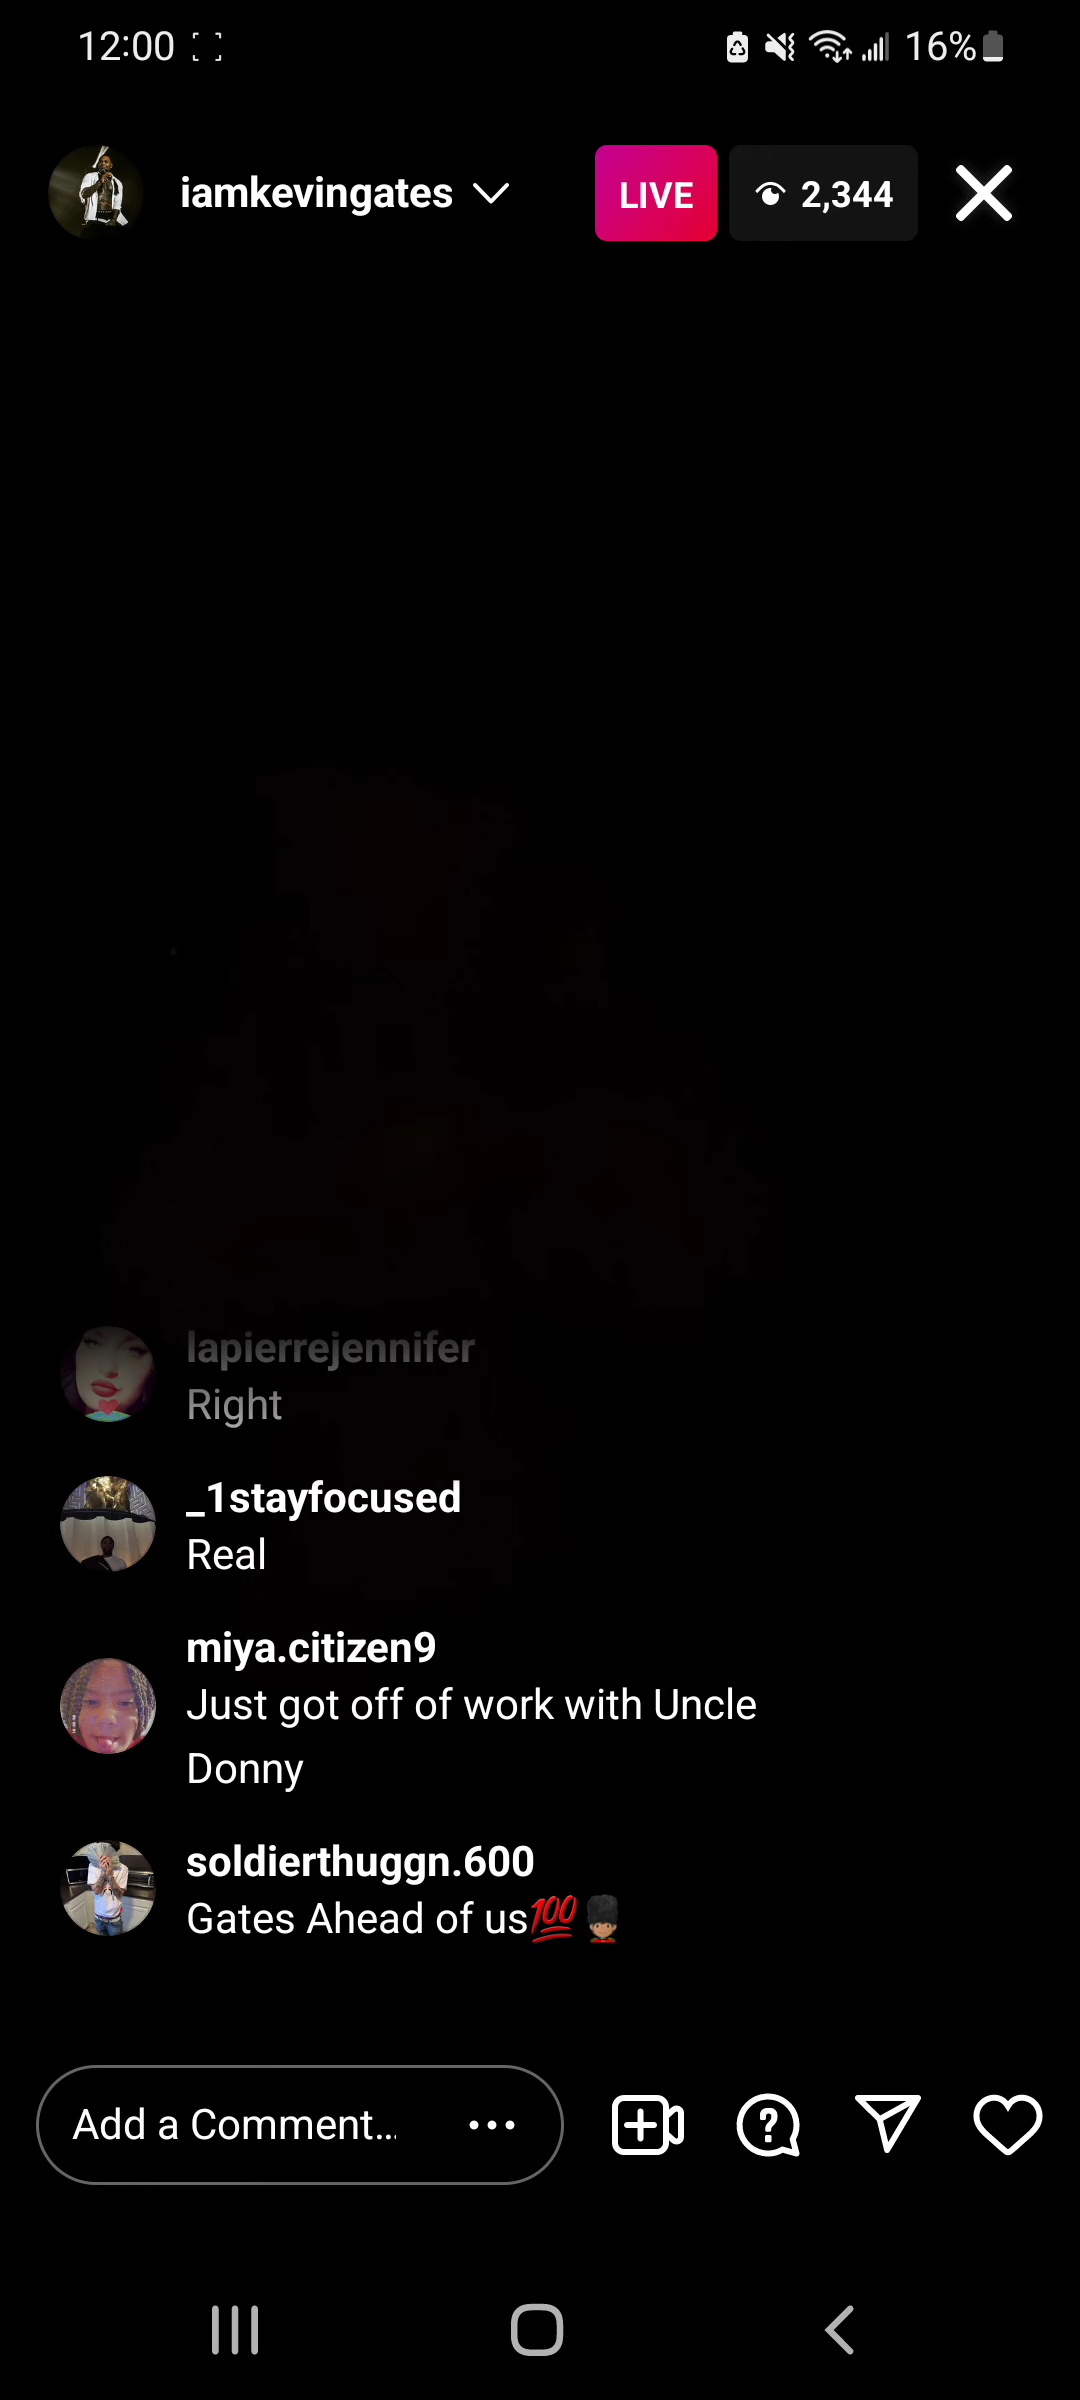 12:00 16%
iamkevingates LIVE 2,344
lapierrejennifer
Right
_1stayfocused
Real
miya.citizen9
Just got off of work with Uncle
Donny
soldierthuggn.600
Gates Ahead of us💯💂🏽
Add a Comment...